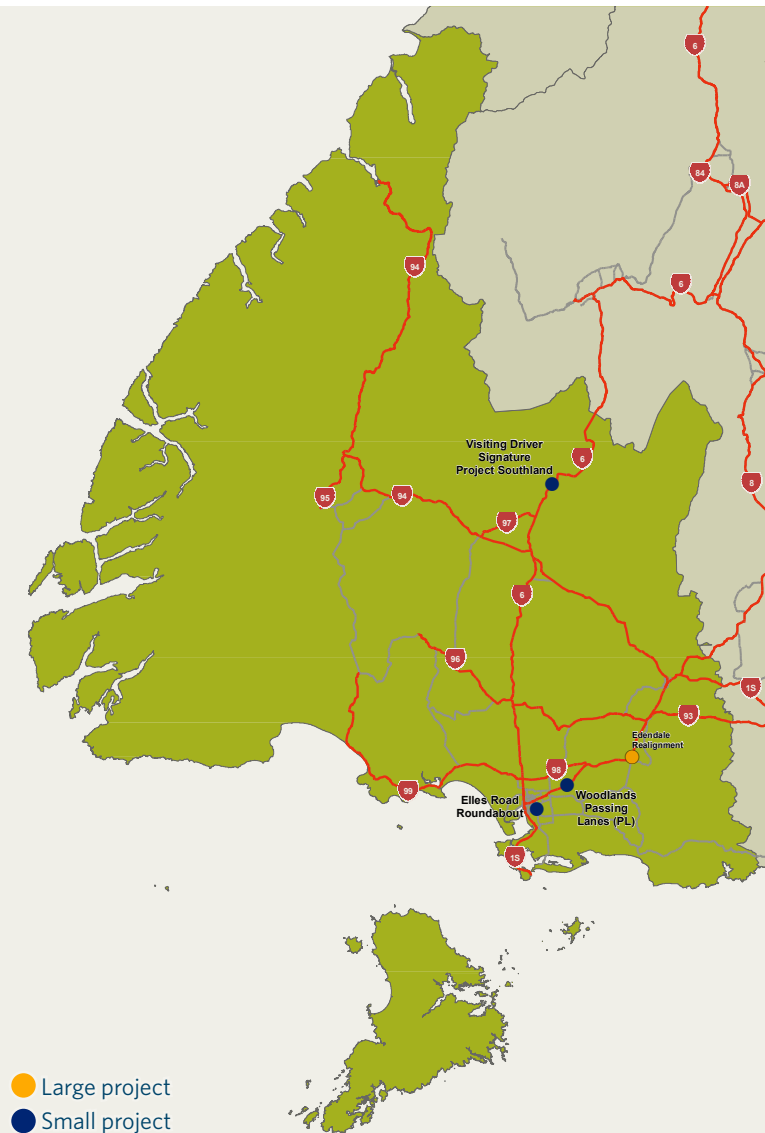 6
84
8A
94
6
Visiting Driver
Signature
Project Southland
6
8
95
94
97
6
96
1S
93
Edendale
Realignment
98
99
Elles Road
Roundabout
Woodlands
Passing
Lanes (PL)
1S
Large project
Small project